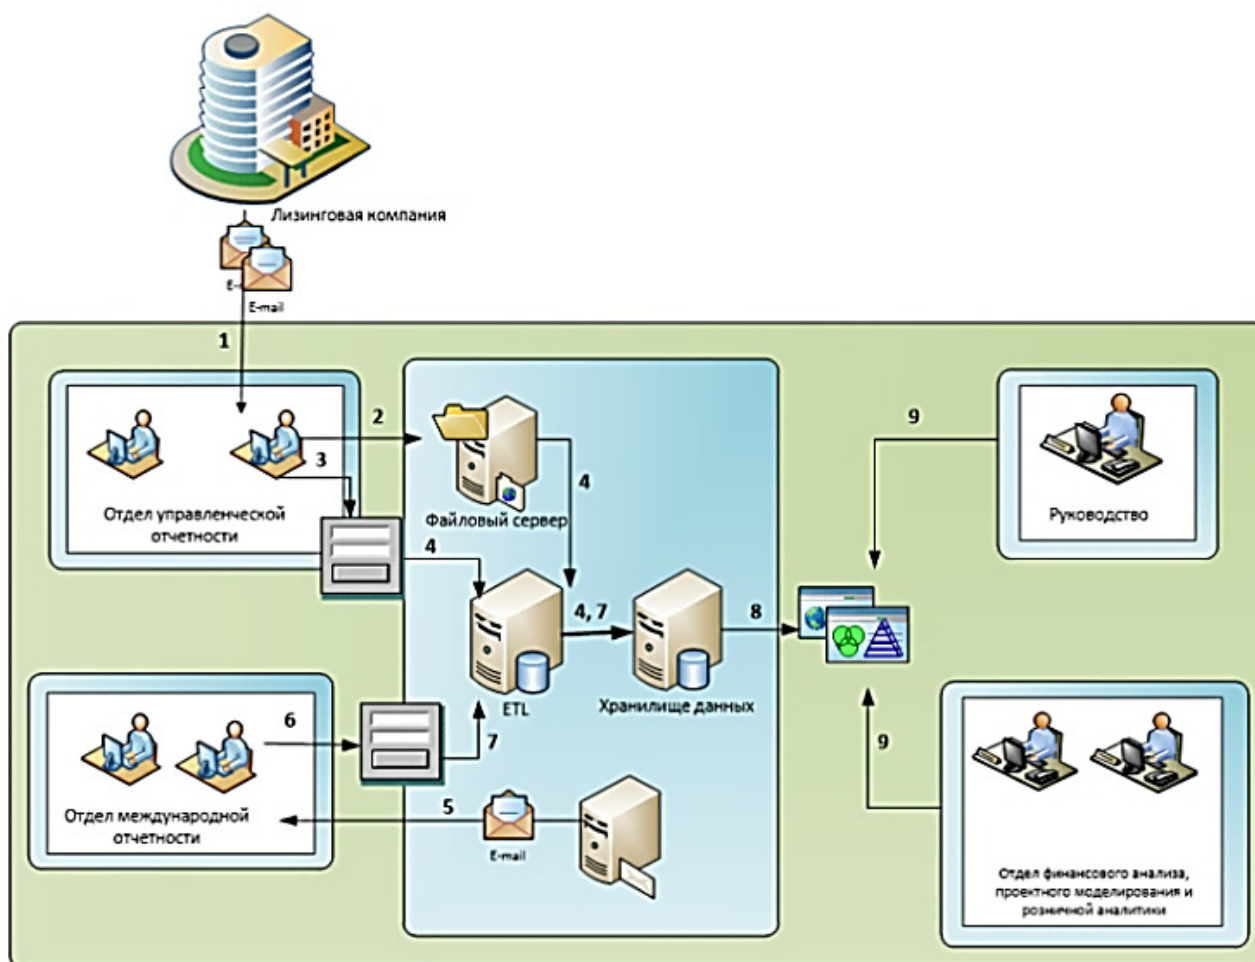 Лизинговая компания
E-
E-mail
1
2
9
3
4
Отдел управленческой
отчетности
Файловый сервер
Руководство
4
4, 7
8
ETL
Хранилище данных
6
7
9
5
Отдел международной
отчетности
E-mail
Отдел финансового анализа,
проектного моделирования и
розничной аналитики